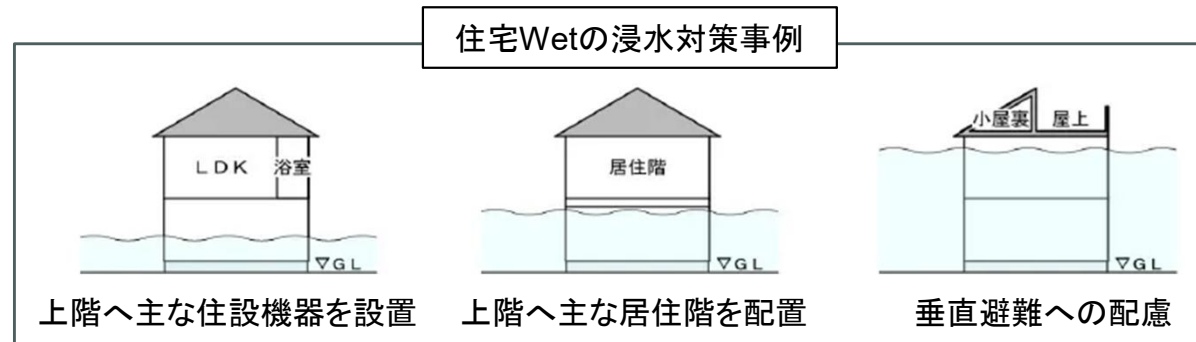 住宅Wetの浸水対策事例
LDK 浴室
▽GL
上階へ主な住設機器を設置
居住階
▽GL
上階へ主な居住階を配置
小屋裏 屋上
▽GL
垂直避難への配慮